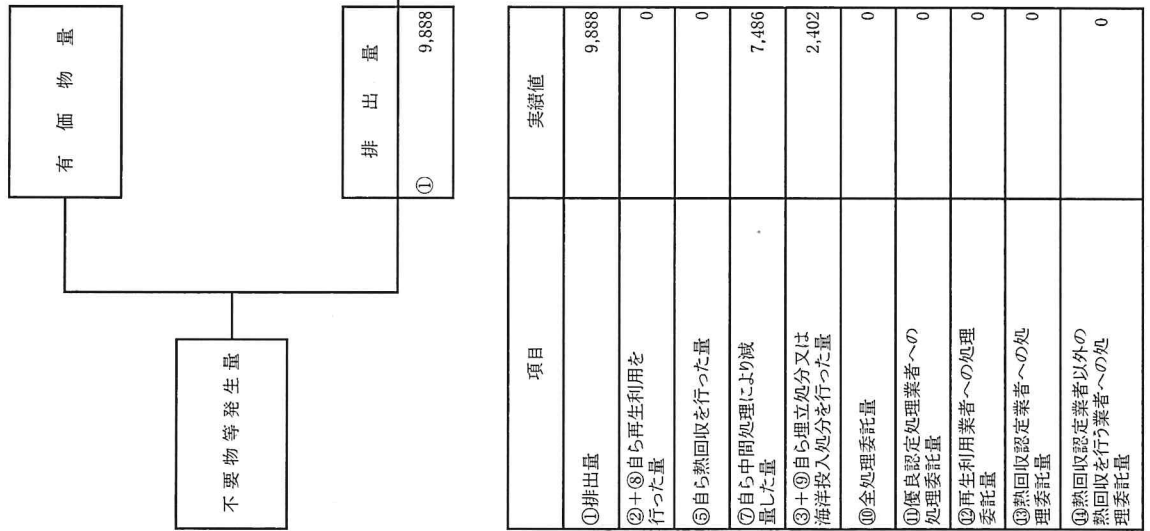 有価物量
不要物等発生量
排出量
① 9,888
項目 実績値
①排出量 9,888
②+⑧自ら再生利用を
行った量 0
⑤自ら熱回収を行った量 0
⑦自ら中間処理により減
量した量 7,486
③+⑨自ら埋立処分又は
海洋投入処分を行った量 2,402
⑩全処理委託量 0
⑪優良認定処理業者への
処理委託量 0
⑫再生利用業者への処理
委託量 0
⑬熱回収認定業者への処
理委託量 0
⑭熱回収認定業者以外の
熱回収を行う業者への処
理委託量 0